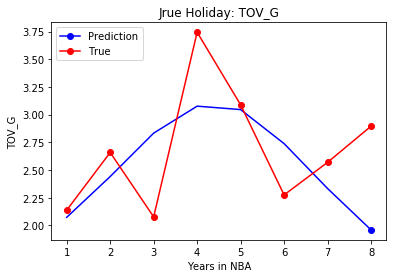 Jrue Holiday: TOV_G
Prediction
True
3.75
3.50
3.25
3.00
2.75
2.50
2.25
2.00
TOV_G
1 2 3 4 5 6 7 8
Years in NBA